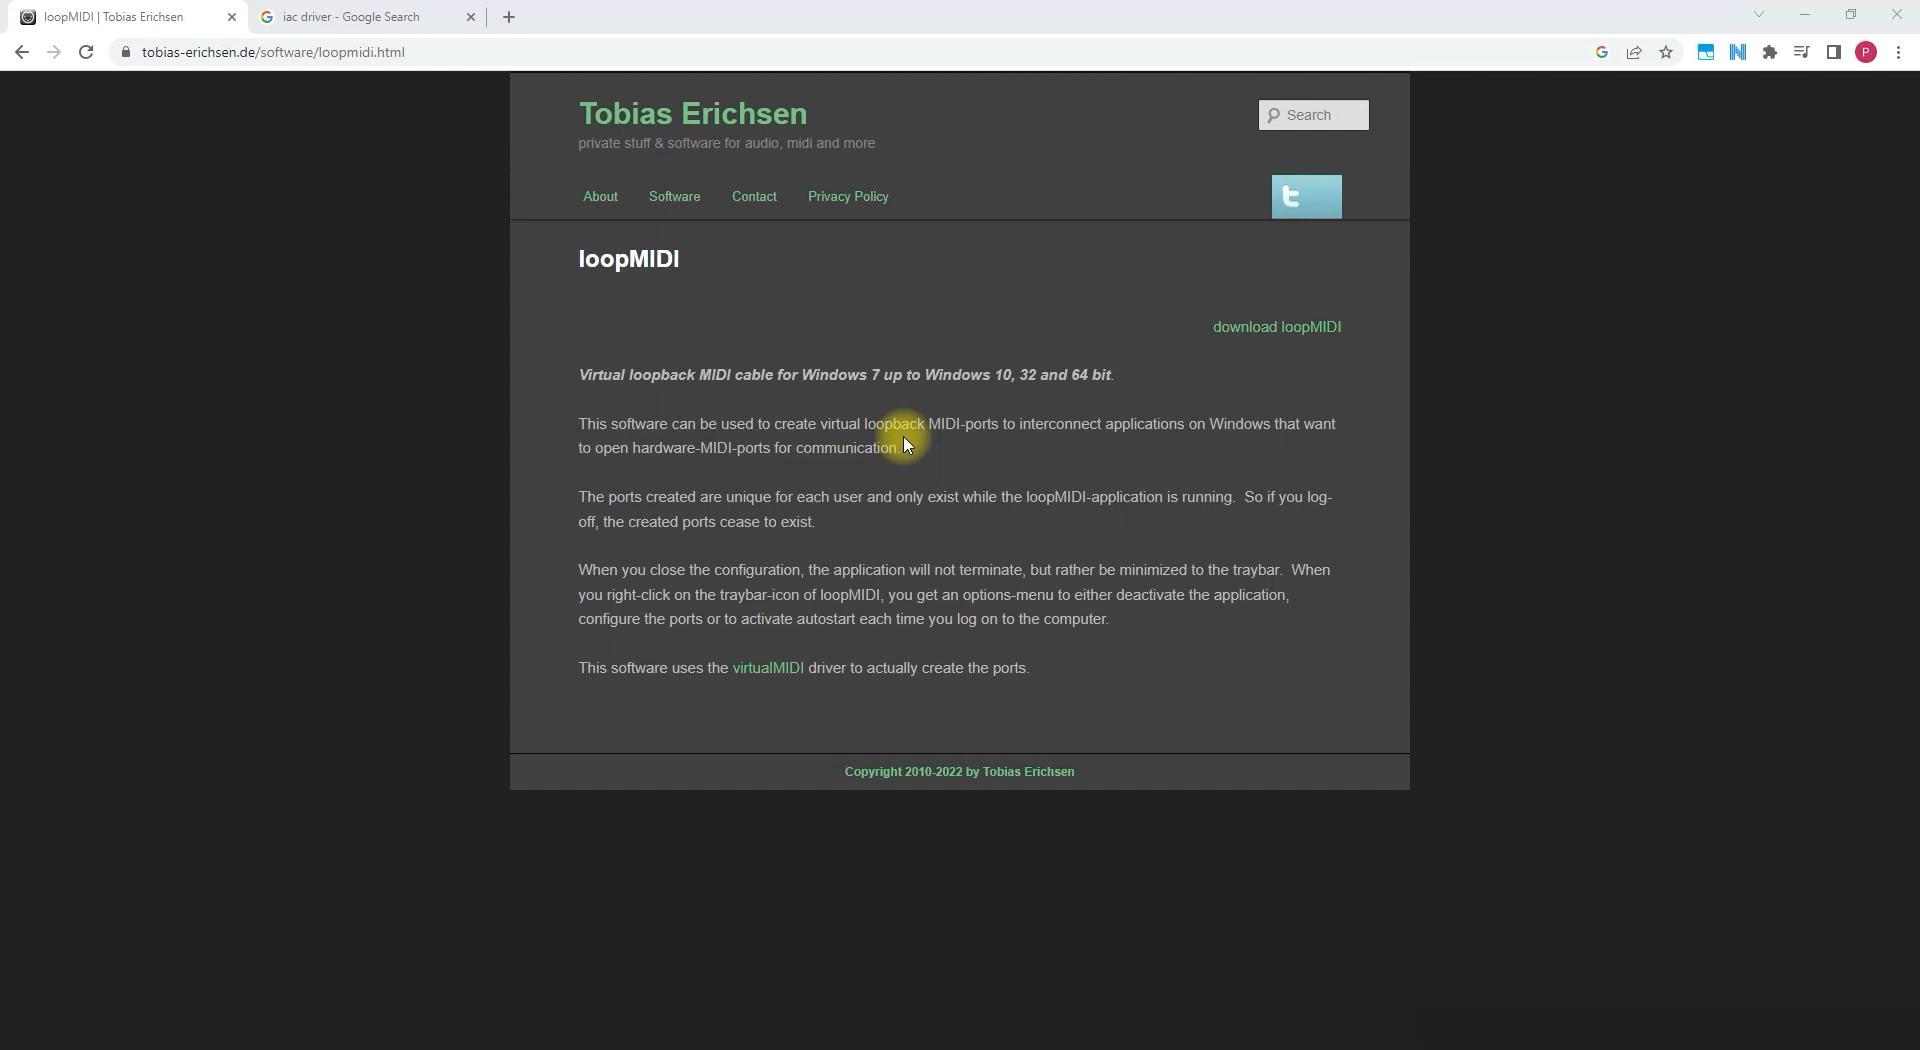 loopMIDI | Tobias Erichsen
iac driver - Google Search
tobias-erichsen.de/software/loopmidi.html
P
Tobias Erichsen
Search
private stuff & software for audio, midi and more
About Software Contact Privacy Policy
loopMIDI
download loopMIDI
Virtual loopback MIDI cable for Windows 7 up to Windows 10, 32 and 64 bit.
This software can be used to create virtual loopback MIDI-ports to interconnect applications on Windows that want
to open hardware-MIDI-ports for communication.
The ports created are unique for each user and only exist while the loopMIDI-application is running.  So if you log-
off, the created ports cease to exist.
When you close the configuration, the application will not terminate, but rather be minimized to the traybar.  When
you right-click on the traybar-icon of loopMIDI, you get an options-menu to either deactivate the application,
configure the ports or to activate autostart each time you log on to the computer.
This software uses the virtualMIDI driver to actually create the ports.
Copyright 2010-2022 by Tobias Erichsen